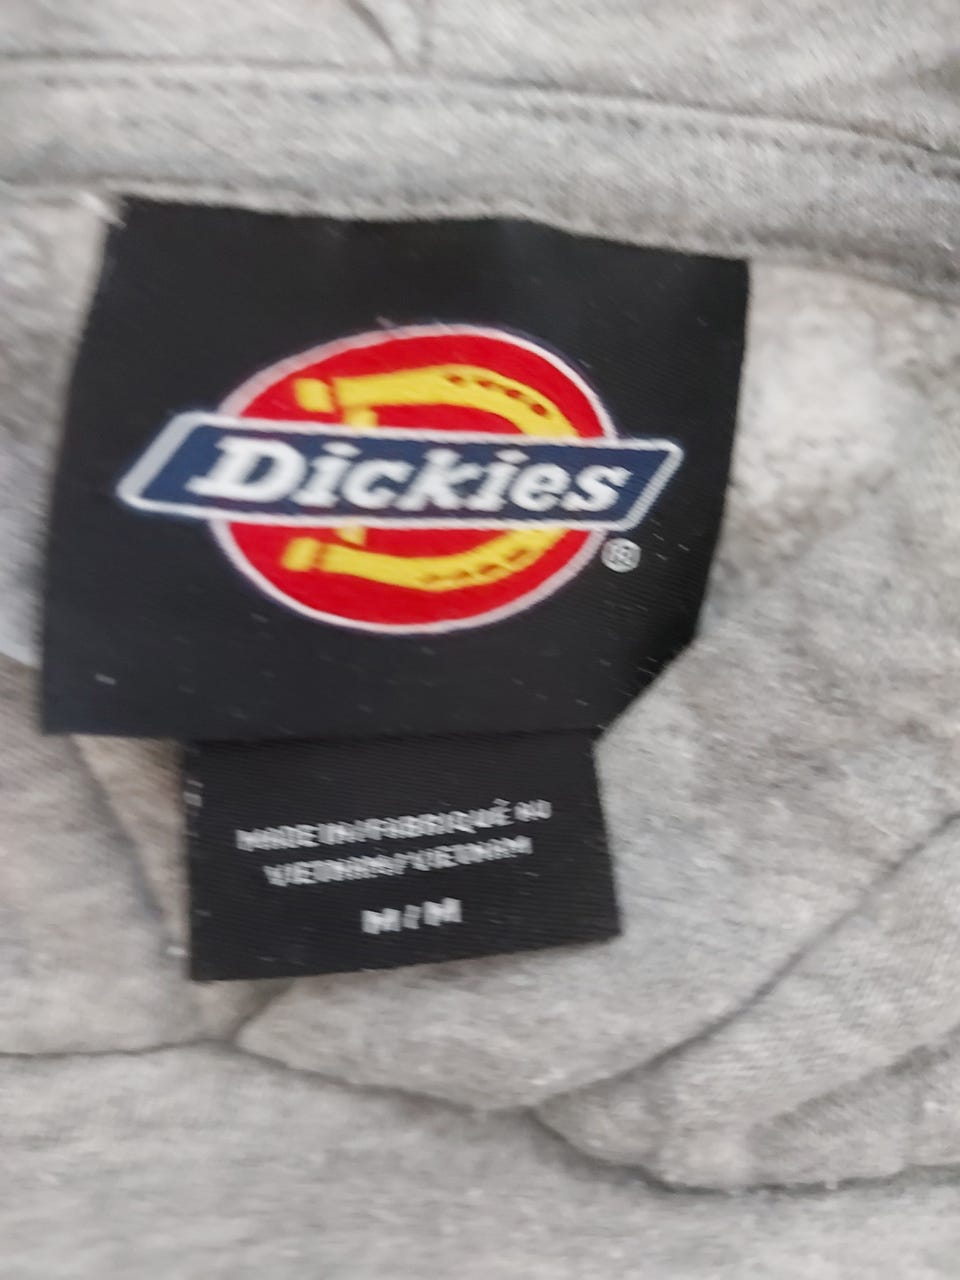 Dickies
®
MADE IN/FABRIQUÉ AU
VIETNAM/VIETNAM
M/M